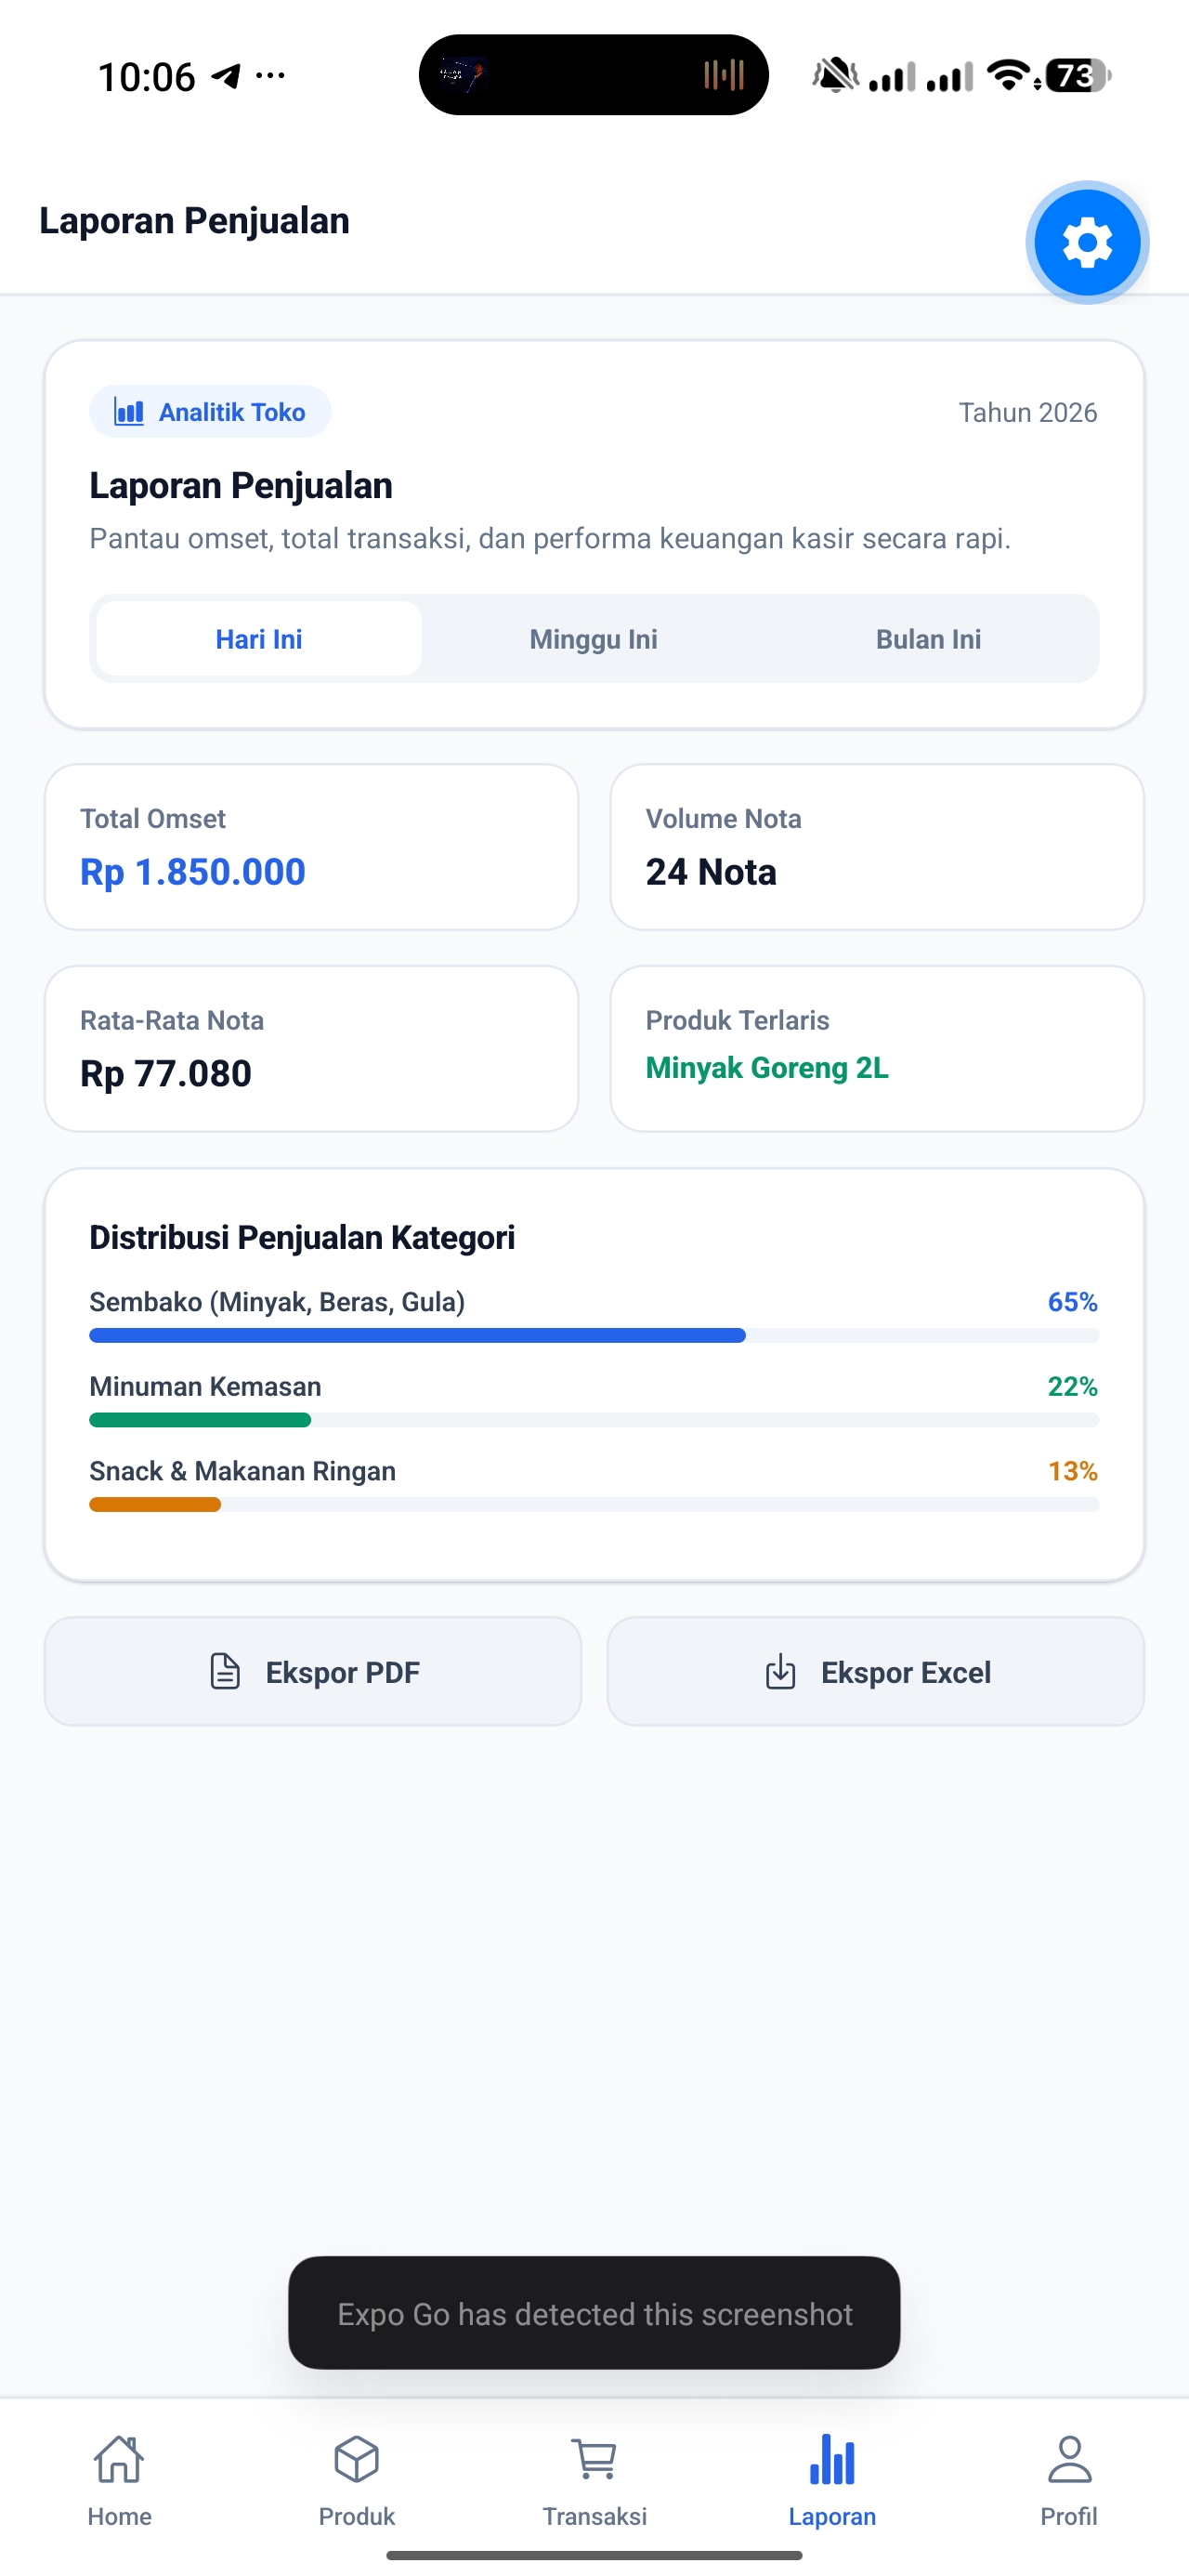 10:06
73
Laporan Penjualan
Analitik Toko
Tahun 2026
Laporan Penjualan
Pantau omset, total transaksi, dan performa keuangan kasir secara rapi.
Hari Ini
Minggu Ini
Bulan Ini
Total Omset
Rp 1.850.000
Volume Nota
24 Nota
Rata-Rata Nota
Rp 77.080
Produk Terlaris
Minyak Goreng 2L
Distribusi Penjualan Kategori
Sembako (Minyak, Beras, Gula)
65%
Minuman Kemasan
22%
Snack & Makanan Ringan
13%
Ekspor PDF
Ekspor Excel
Expo Go has detected this screenshot
Home
Produk
Transaksi
Laporan
Profil